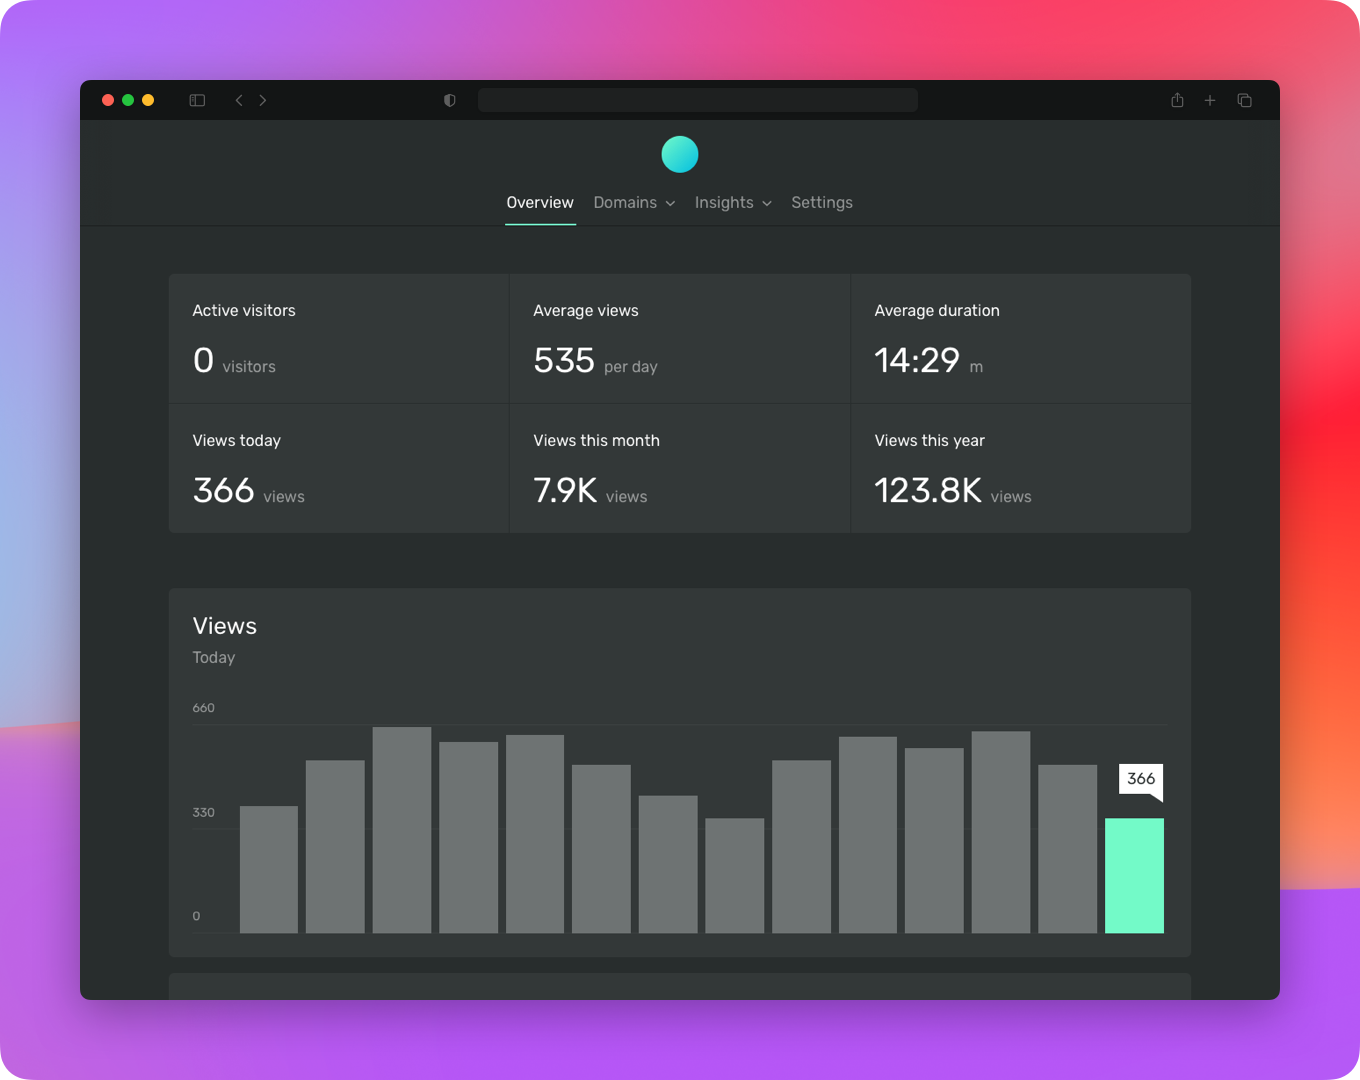 Overview Domains Insights Settings
Active visitors
0 visitors
Average views
535 per day
Average duration
14:29 m
Views today
366 views
Views this month
7.9K views
Views this year
123.8K views
Views
Today
660
330
0
366